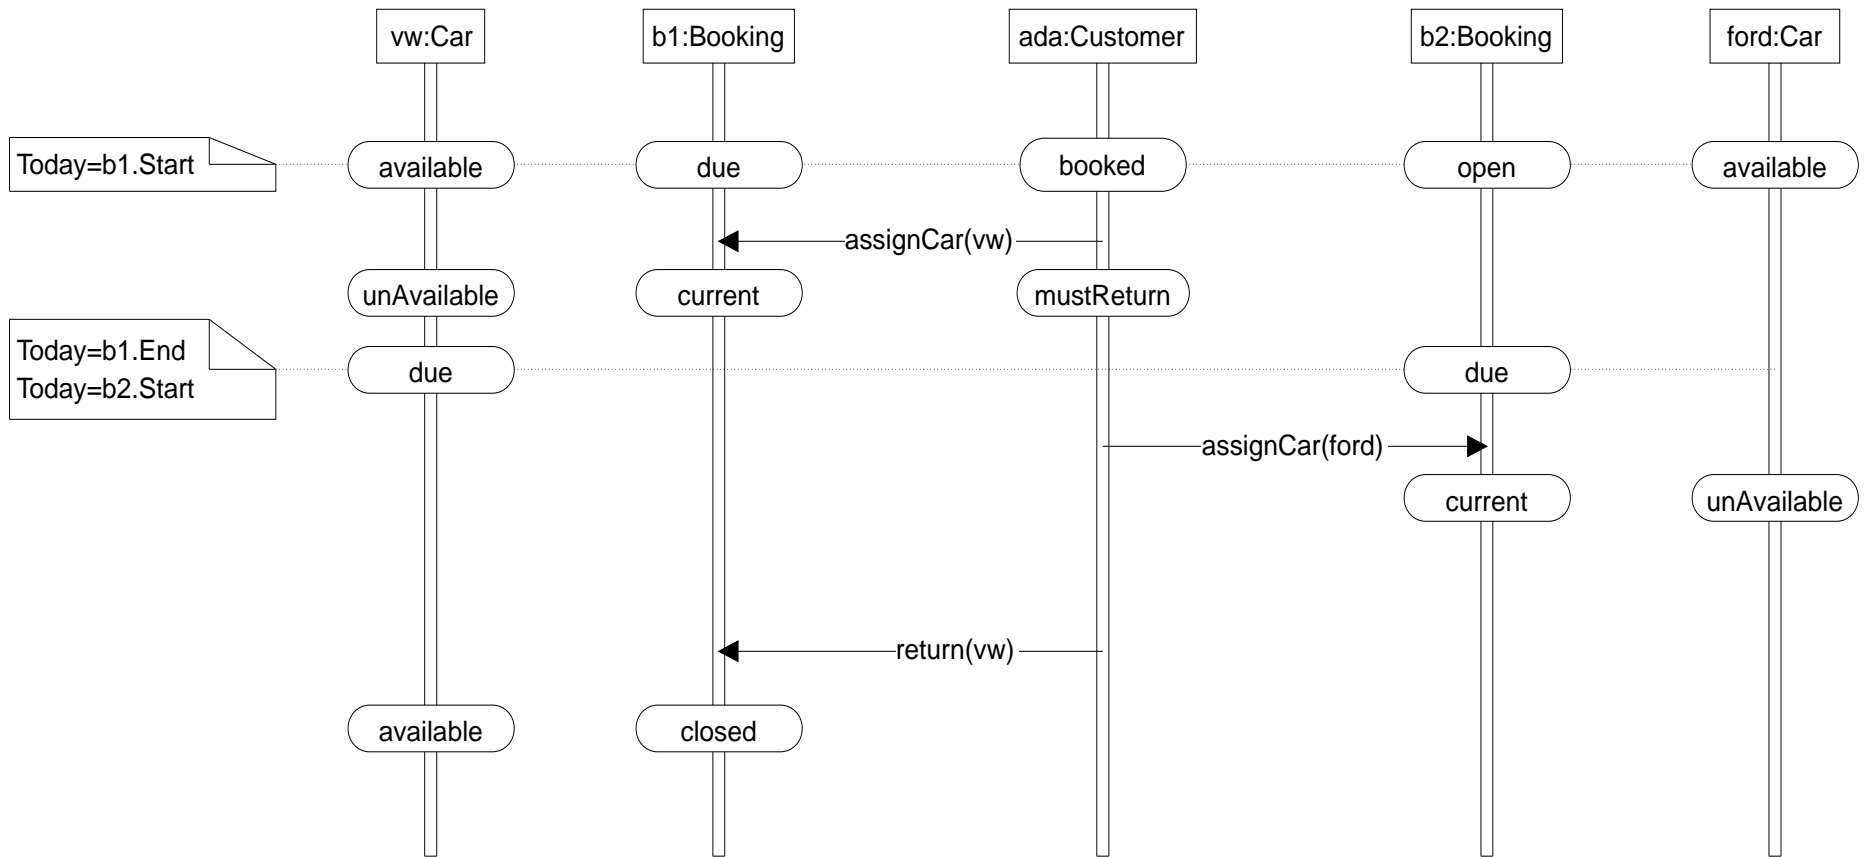 vw:Car
b1:Booking
ada:Customer
b2:Booking
ford:Car
Today=b1.Start
available
due
booked
open
available
assignCar(vw)
unAvailable
current
mustReturn
Today=b1.End
Today=b2.Start
due
due
assignCar(ford)
current
unAvailable
return(vw)
available
closed